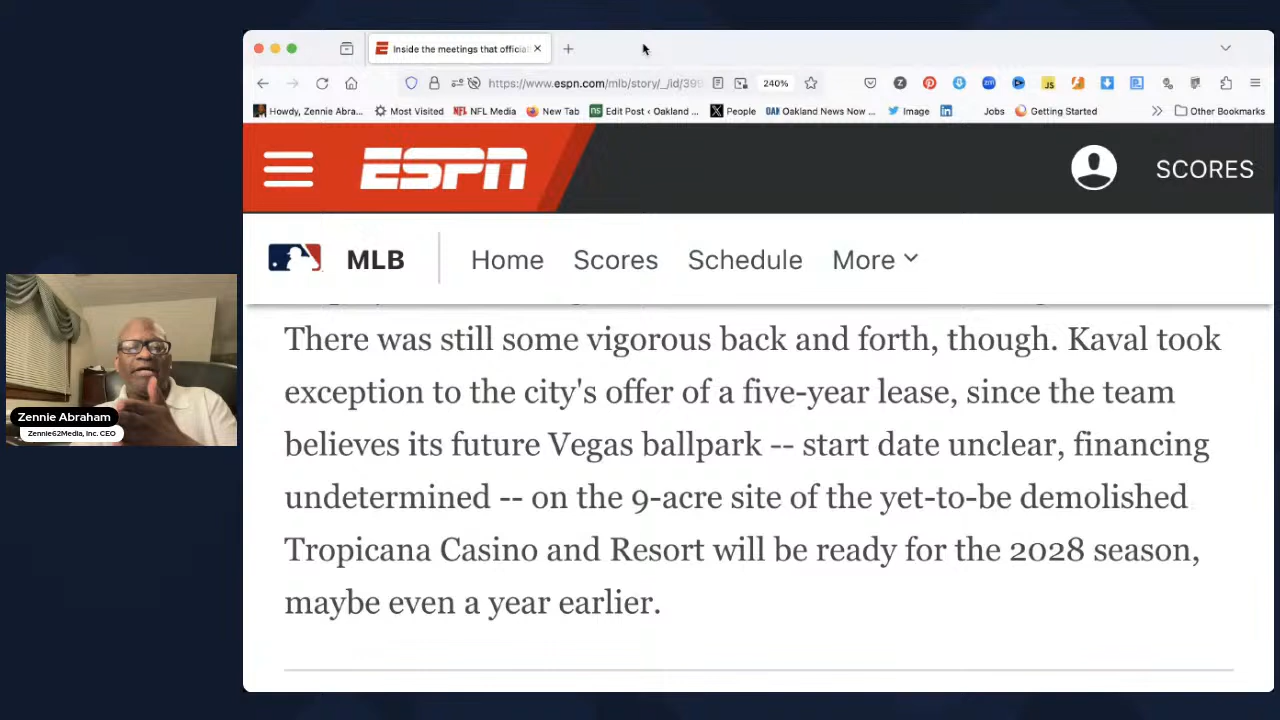 Inside the meetings that officia
https://www.espn.com/mlb/story/_/id/399
240%
Howdy, Zennie Abra...
Most Visited
NFL Media
New Tab
Edit Post ‹ Oakland ...
People
Oakland News Now ...
Image
Jobs
Getting Started
Other Bookmarks
ESPN
SCORES
MLB
Home
Scores
Schedule
More
There was still some vigorous back and forth, though. Kaval took
exception to the city's offer of a five-year lease, since the team
believes its future Vegas ballpark -- start date unclear, financing
undetermined -- on the 9-acre site of the yet-to-be demolished
Tropicana Casino and Resort will be ready for the 2028 season,
maybe even a year earlier.
Zennie Abraham
Zennie62Media, Inc. CEO